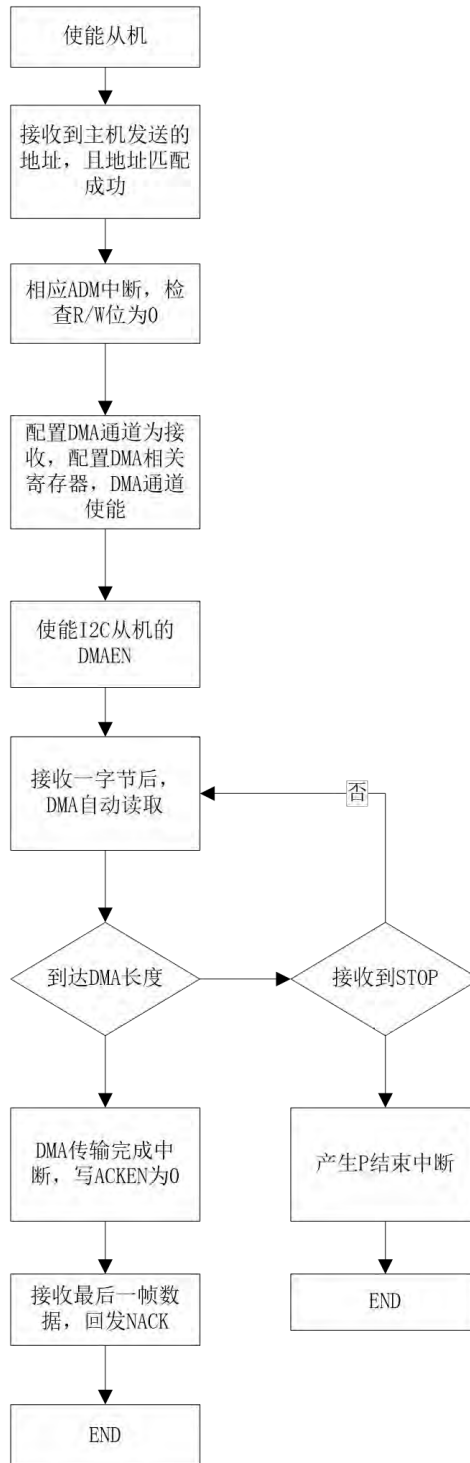 使能从机
接收到主机发送的
地址，且地址匹配
成功
相应ADM中断，检
查R/W位为0
配置DMA通道为接
收，配置DMA相关
寄存器，DMA通道
使能
使能I2C从机的
DMAEN
接收一字节后，
DMA自动读取
否
到达DMA长度
接收到STOP
DMA传输完成中
断，写ACKEN为0
产生P结束中断
接收最后一帧数
据，回发NACK
END
END